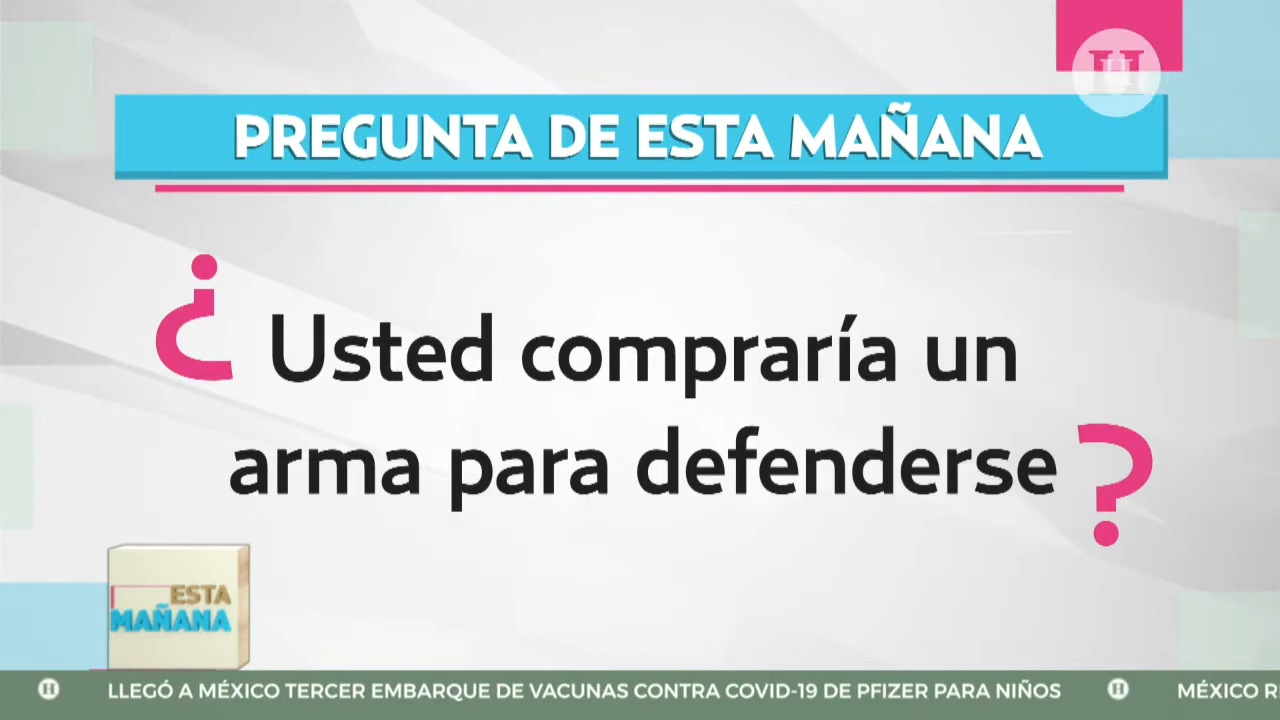 PREGUNTA DE ESTA MAÑANA
¿Usted compraría un
arma para defenderse?
ESTA
MAÑANA
LLEGÓ A MÉXICO TERCER EMBARQUE DE VACUNAS CONTRA COVID-19 DE PFIZER PARA NIÑOS
MÉXICO